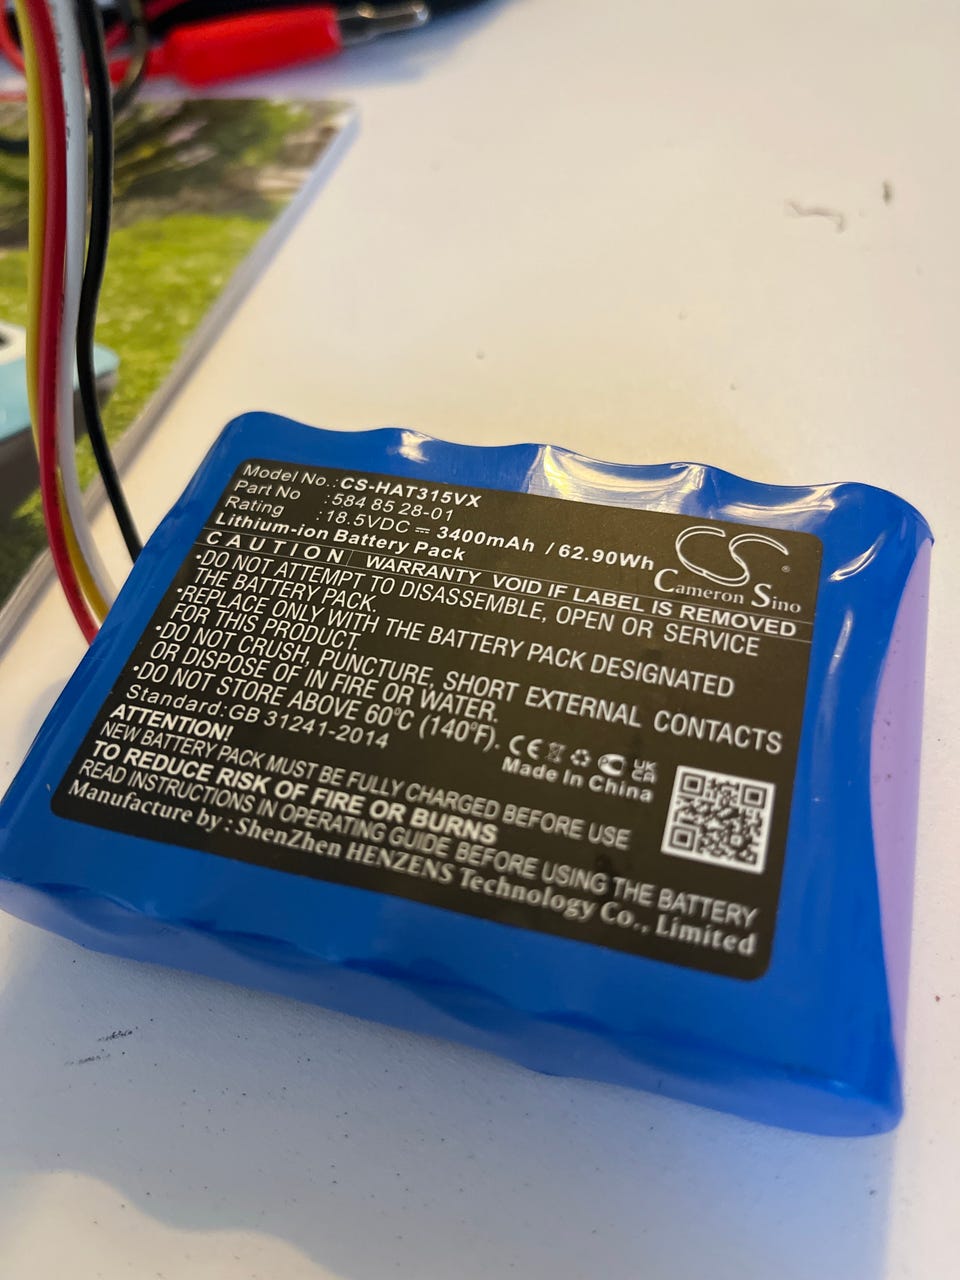 Model No.: CS-HAT315VX
Part No : 584 85 28-01
Rating : 18.5VDC ⎓ 3400mAh / 62.90Wh
Lithium-ion Battery Pack
CS
Cameron Sino
CAUTION WARRANTY VOID IF LABEL IS REMOVED
•DO NOT ATTEMPT TO DISASSEMBLE, OPEN OR SERVICE
THE BATTERY PACK.
•REPLACE ONLY WITH THE BATTERY PACK DESIGNATED
FOR THIS PRODUCT.
•DO NOT CRUSH, PUNCTURE, SHORT EXTERNAL CONTACTS
OR DISPOSE OF IN FIRE OR WATER.
•DO NOT STORE ABOVE 60℃ (140℉).
Standard:GB 31241-2014
CE UK CA
Made In China
ATTENTION!
NEW BATTERY PACK MUST BE FULLY CHARGED BEFORE USE
TO REDUCE RISK OF FIRE OR BURNS
READ INSTRUCTIONS IN OPERATING GUIDE BEFORE USING THE BATTERY
Manufacture by : ShenZhen HENZENS Technology Co., Limited